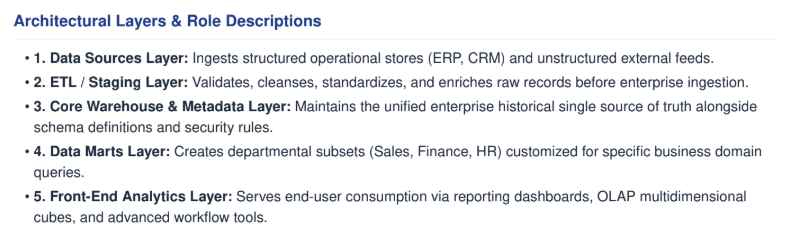 Architectural Layers & Role Descriptions
• 1. Data Sources Layer: Ingests structured operational stores (ERP, CRM) and unstructured external feeds.
• 2. ETL / Staging Layer: Validates, cleanses, standardizes, and enriches raw records before enterprise ingestion.
• 3. Core Warehouse & Metadata Layer: Maintains the unified enterprise historical single source of truth alongside
schema definitions and security rules.
• 4. Data Marts Layer: Creates departmental subsets (Sales, Finance, HR) customized for specific business domain
queries.
• 5. Front-End Analytics Layer: Serves end-user consumption via reporting dashboards, OLAP multidimensional
cubes, and advanced workflow tools.